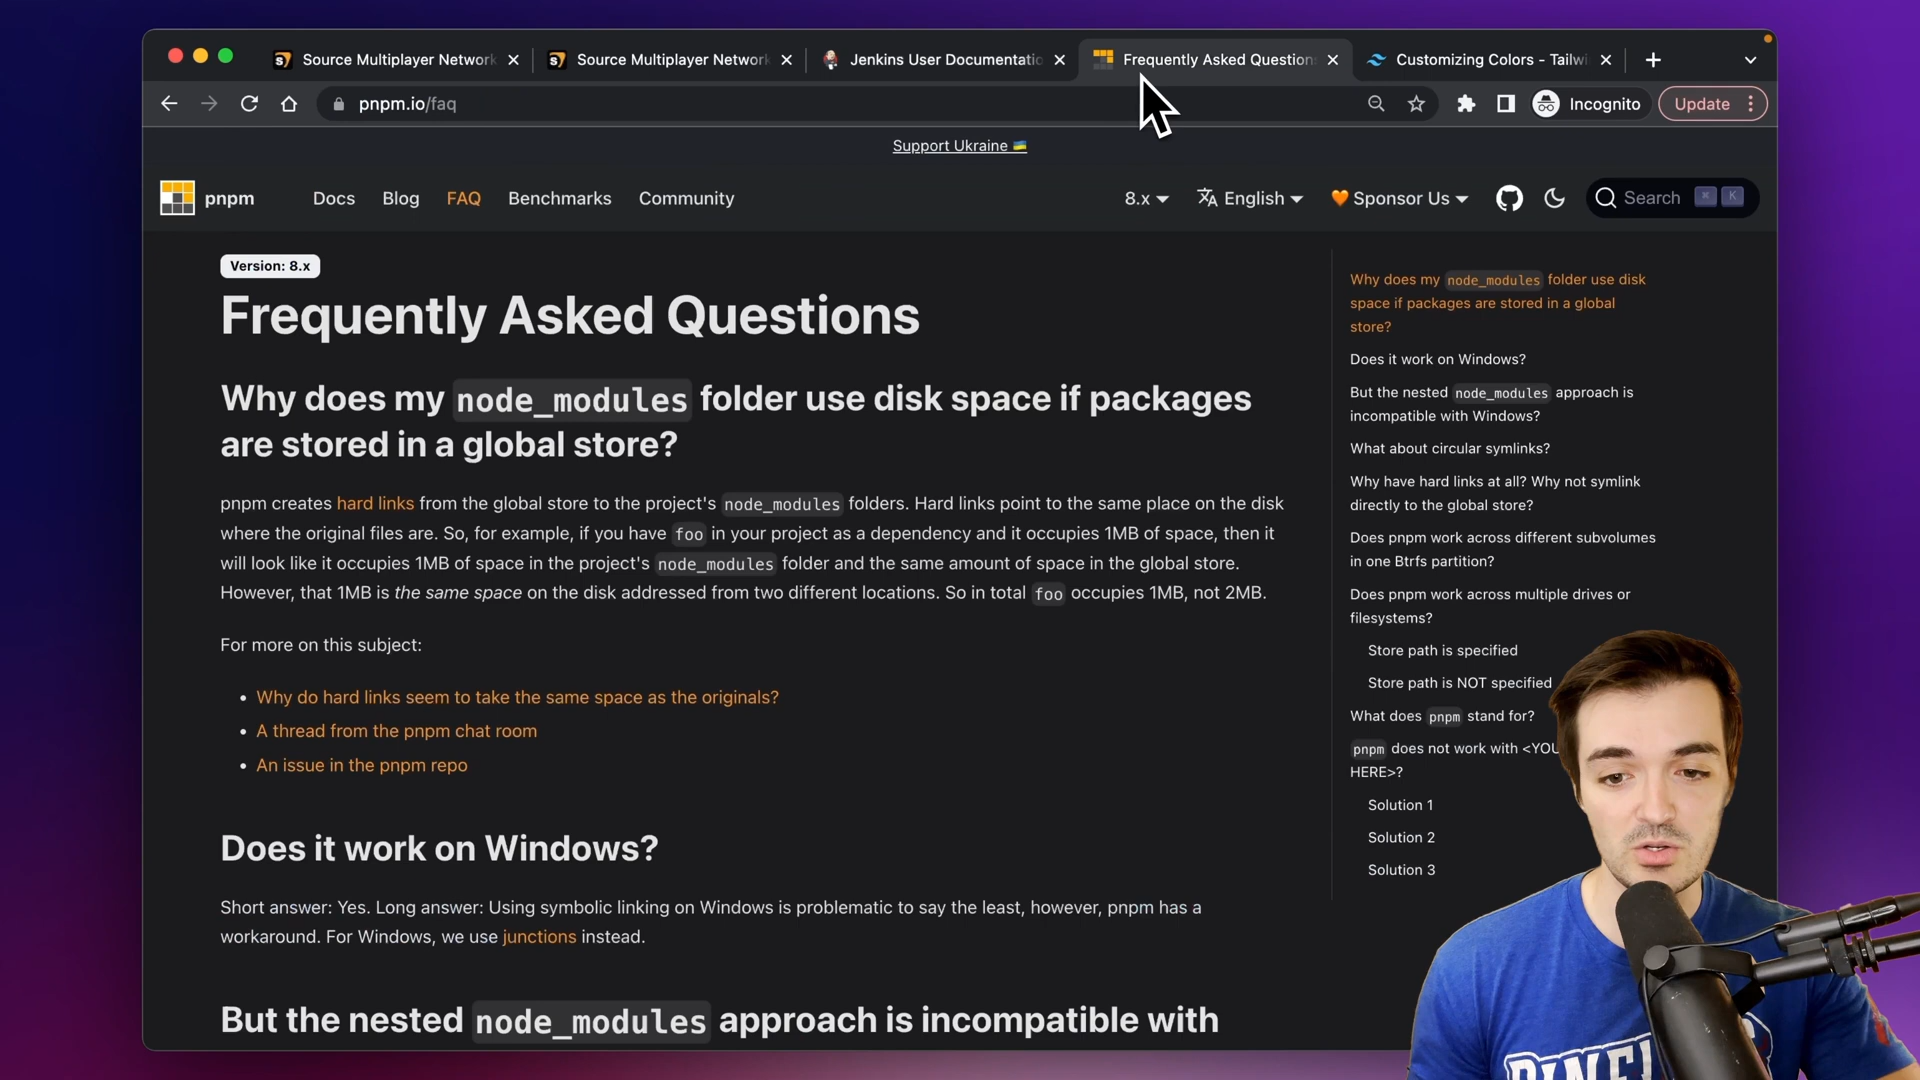 Source Multiplayer Network
Source Multiplayer Network
Jenkins User Documentatio
Frequently Asked Question
Customizing Colors - Tailwi
pnpm.io/faq
Incognito
Update
Support Ukraine 🇺🇦
pnpm
Docs
Blog
FAQ
Benchmarks
Community
8.x
English
🧡 Sponsor Us
Search
⌘ K
Version: 8.x
Frequently Asked Questions
Why does my node_modules folder use disk space if packages
are stored in a global store?
pnpm creates hard links from the global store to the project's node_modules folders. Hard links point to the same place on the disk
where the original files are. So, for example, if you have foo in your project as a dependency and it occupies 1MB of space, then it
will look like it occupies 1MB of space in the project's node_modules folder and the same amount of space in the global store.
However, that 1MB is the same space on the disk addressed from two different locations. So in total foo occupies 1MB, not 2MB.
For more on this subject:
• Why do hard links seem to take the same space as the originals?
• A thread from the pnpm chat room
• An issue in the pnpm repo
Does it work on Windows?
Short answer: Yes. Long answer: Using symbolic linking on Windows is problematic to say the least, however, pnpm has a
workaround. For Windows, we use junctions instead.
But the nested node_modules approach is incompatible with
Why does my node_modules folder use disk
space if packages are stored in a global
store?
Does it work on Windows?
But the nested node_modules approach is
incompatible with Windows?
What about circular symlinks?
Why have hard links at all? Why not symlink
directly to the global store?
Does pnpm work across different subvolumes
in one Btrfs partition?
Does pnpm work across multiple drives or
filesystems?
Store path is specified
Store path is NOT specified
What does pnpm stand for?
pnpm does not work with <YOU
HERE>?
Solution 1
Solution 2
Solution 3